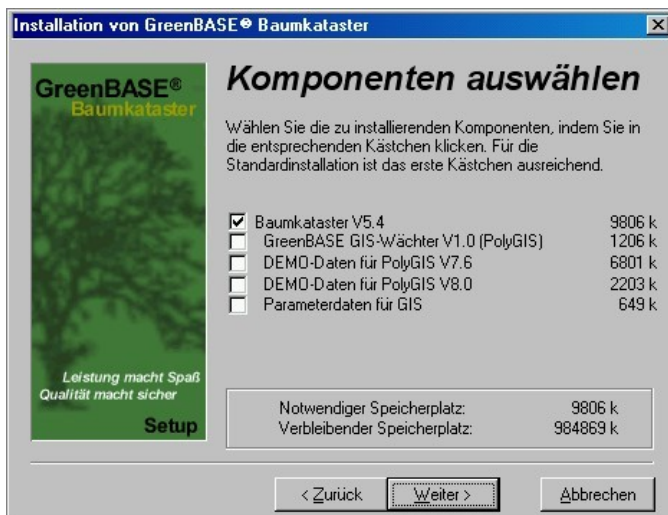 Installation von GreenBASE® Baumkataster
GreenBASE®
Baumkataster
Leistung macht Spaß
Qualität macht sicher
Setup
Komponenten auswählen
Wählen Sie die zu installierenden Komponenten, indem Sie in
die entsprechenden Kästchen klicken. Für die
Standardinstallation ist das erste Kästchen ausreichend.
Baumkataster V5.4 9806 k
GreenBASE GIS-Wächter V1.0 (PolyGIS) 1206 k
DEMO-Daten für PolyGIS V7.6 6801 k
DEMO-Daten für PolyGIS V8.0 2203 k
Parameterdaten für GIS 649 k
Notwendiger Speicherplatz: 9806 k
Verbleibender Speicherplatz: 984869 k
< Zurück Weiter > Abbrechen